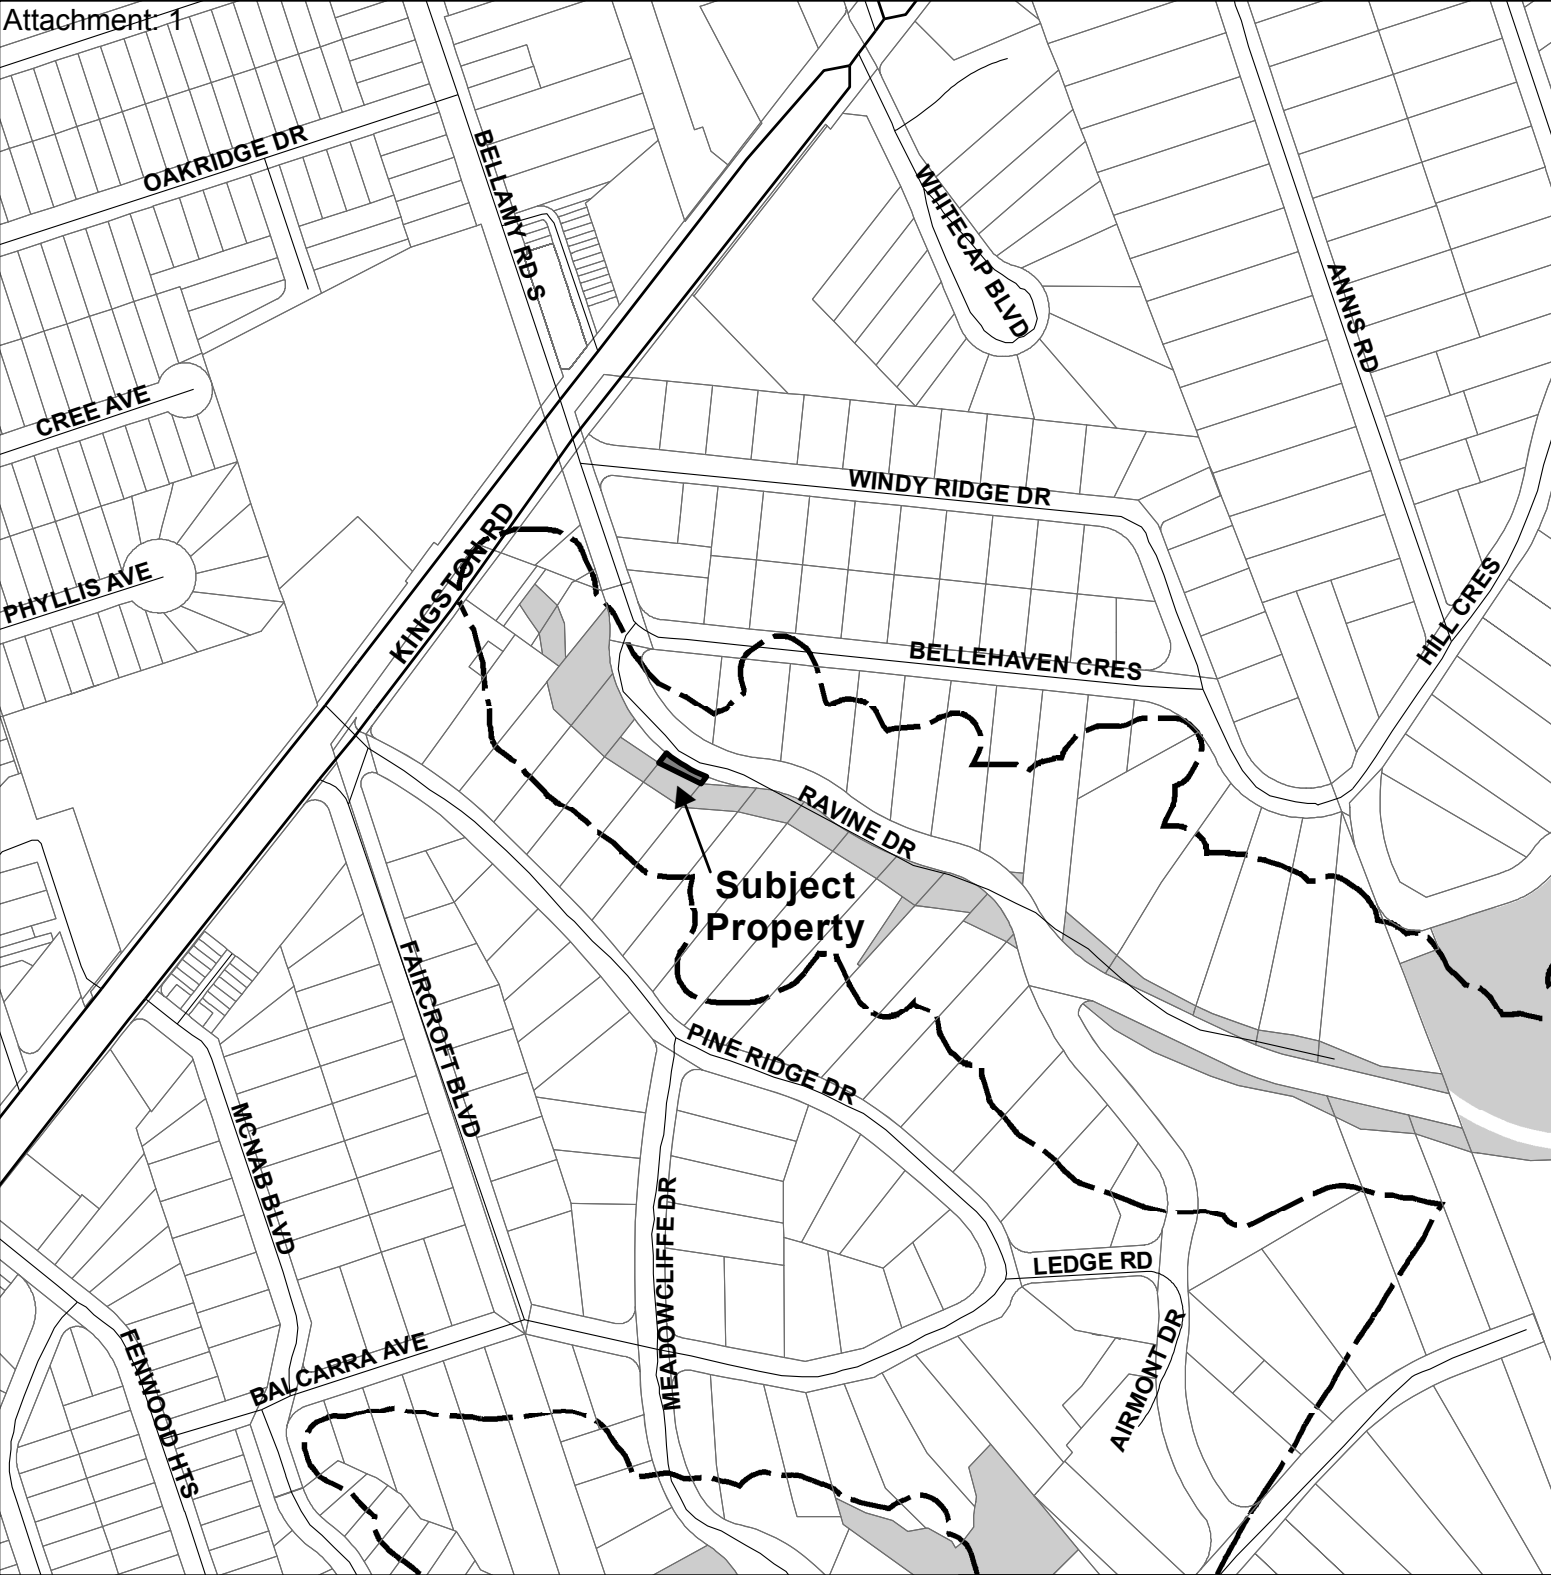 Attachment: 1
OAKRIDGE DR
BELLAMY RD S
WHITECAP BLVD
ANNIS RD
CREE AVE
WINDY RIDGE DR
KINGSTON RD
PHYLLIS AVE
HILL CRES
BELLEHAVEN CRES
RAVINE DR
Subject
Property
FAIRCROFT BLVD
PINE RIDGE DR
MCNAB BLVD
MEADOWCLIFFE DR
LEDGE RD
AIRMONT DR
FENWOOD HTS
BALCARRA AVE